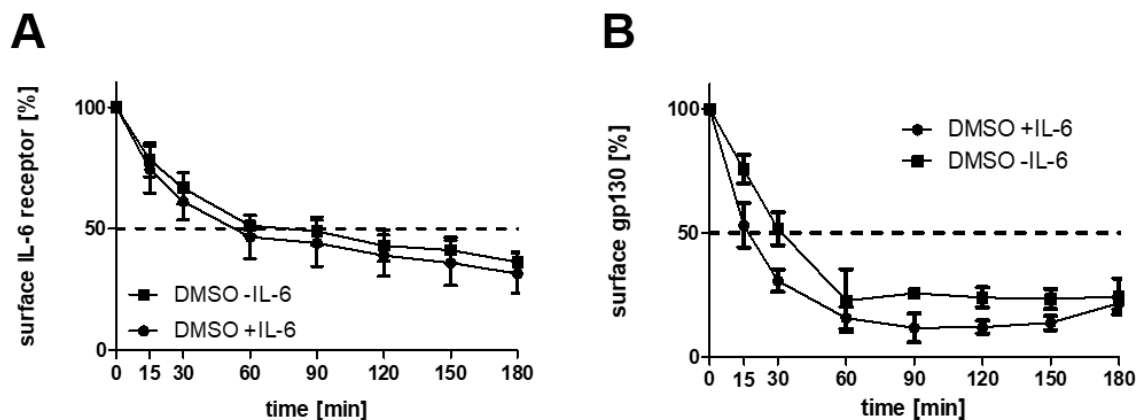 A
surface IL-6 receptor [%]
100
50
0
DMSO -IL-6
DMSO +IL-6
0 15 30 60 90 120 150 180
time [min]
B
surface gp130 [%]
100
50
0
DMSO +IL-6
DMSO -IL-6
0 15 30 60 90 120 150 180
time [min]